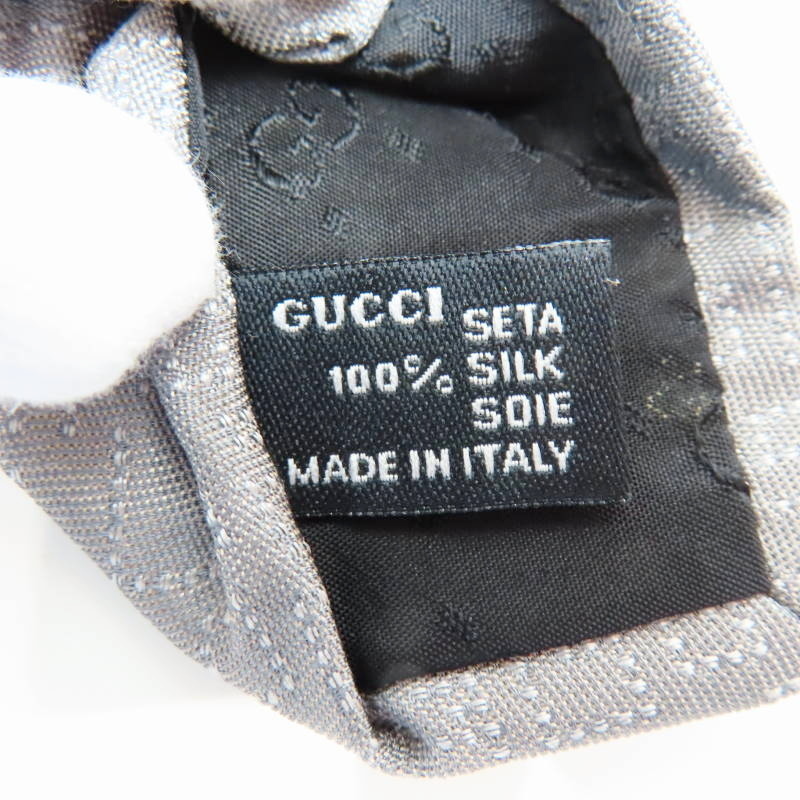 GUCCI SETA
100% SILK
SOIE
MADE IN ITALY